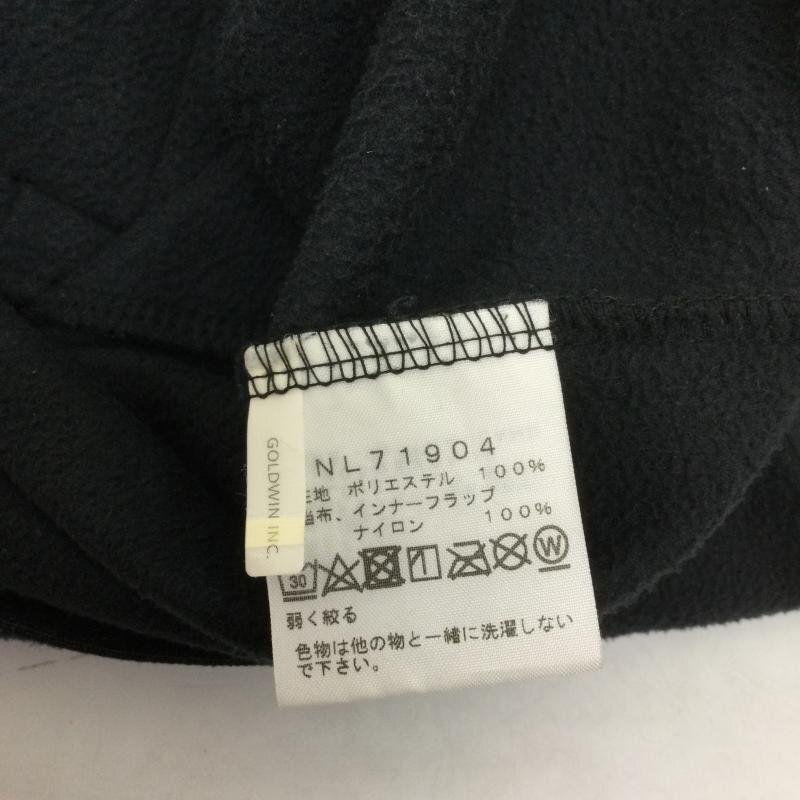 GOLDWIN INC.
NL71904
地 ポリエステル 100%
当布、インナーフラップ
ナイロン 100%
30 W
弱く絞る
色物は他の物と一緒に洗濯しない
で下さい。